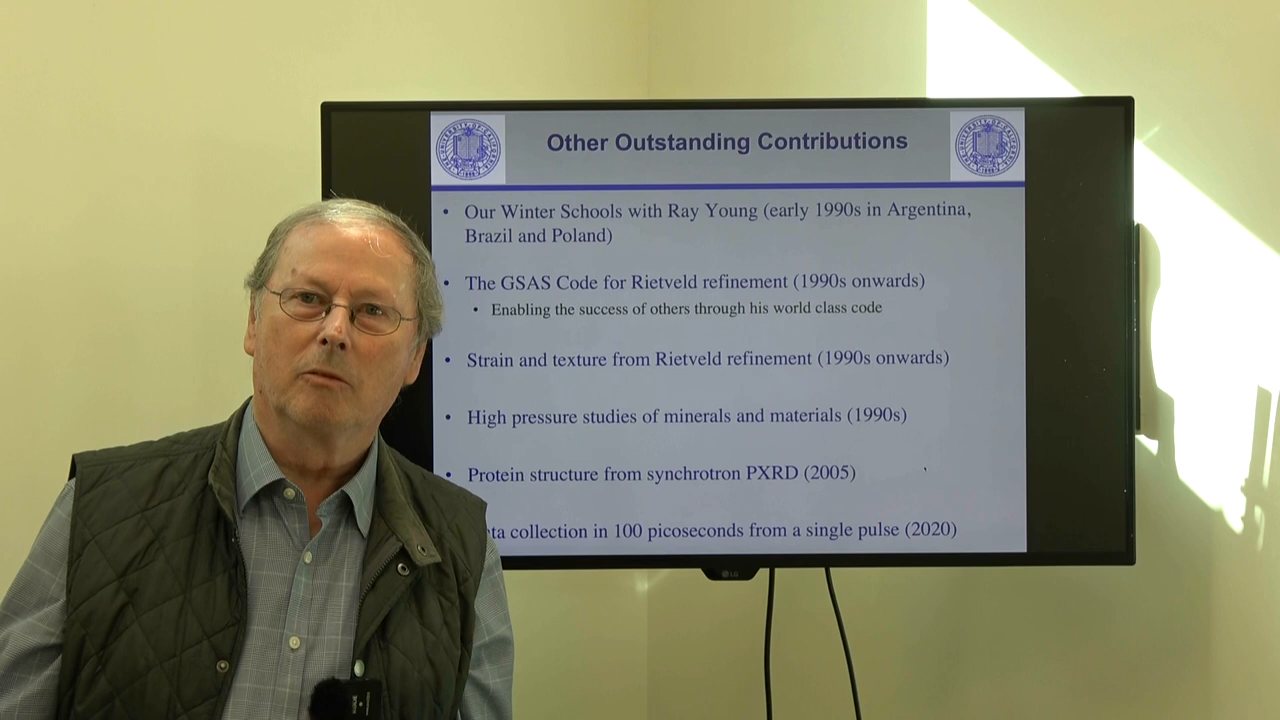 Other Outstanding Contributions
• Our Winter Schools with Ray Young (early 1990s in Argentina,
Brazil and Poland)
• The GSAS Code for Rietveld refinement (1990s onwards)
• Enabling the success of others through his world class code
• Strain and texture from Rietveld refinement (1990s onwards)
• High pressure studies of minerals and materials (1990s)
• Protein structure from synchrotron PXRD (2005)
collection in 100 picoseconds from a single pulse (2020)
LG